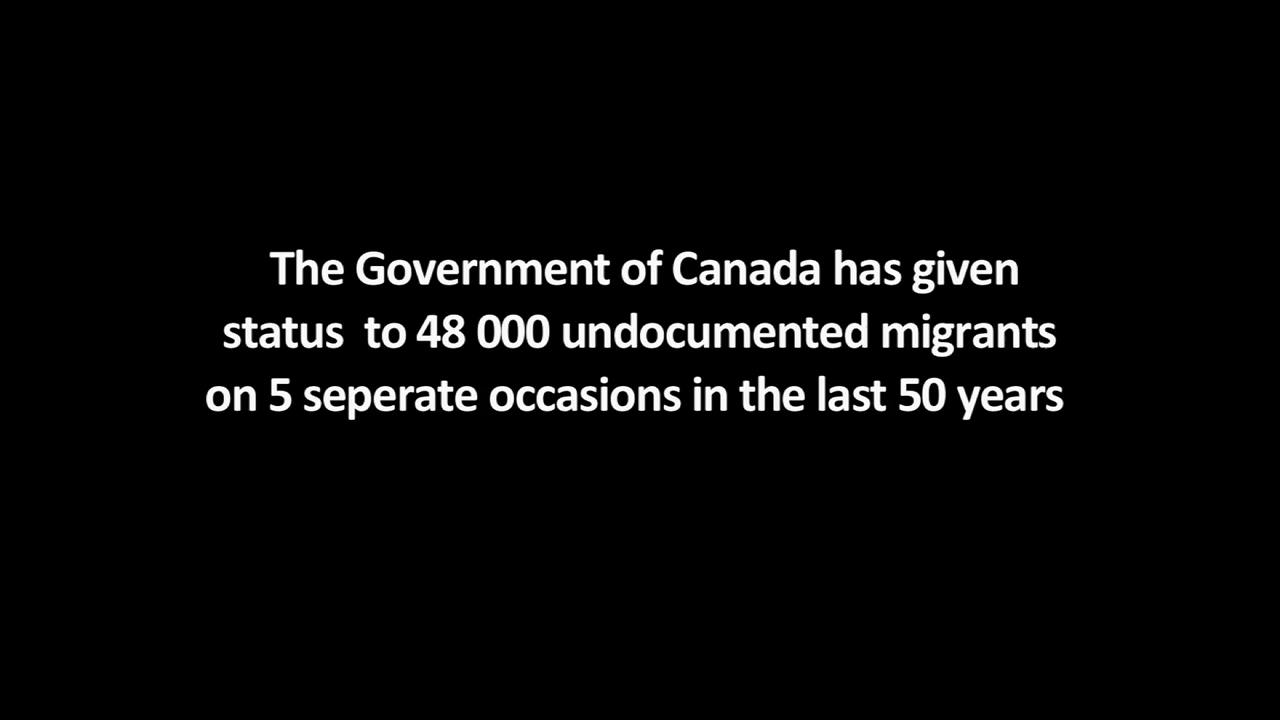 The Government of Canada has given
status  to 48 000 undocumented migrants
on 5 seperate occasions in the last 50 years